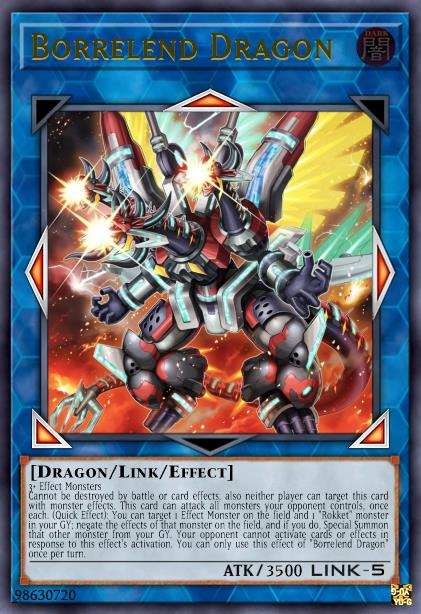 Borrelend Dragon
DARK
闇
[Dragon/Link/Effect]
3+ Effect Monsters
Cannot be destroyed by battle or card effects, also neither player can target this card
with monster effects. This card can attack all monsters your opponent controls, once
each. (Quick Effect): You can target 1 Effect Monster on the field and 1 "Rokket" monster
in your GY; negate the effects of that monster on the field, and if you do, Special Summon
that other monster from your GY. Your opponent cannot activate cards or effects in
response to this effect's activation. You can only use this effect of "Borrelend Dragon"
once per turn.
ATK/3500 LINK-5
98630720